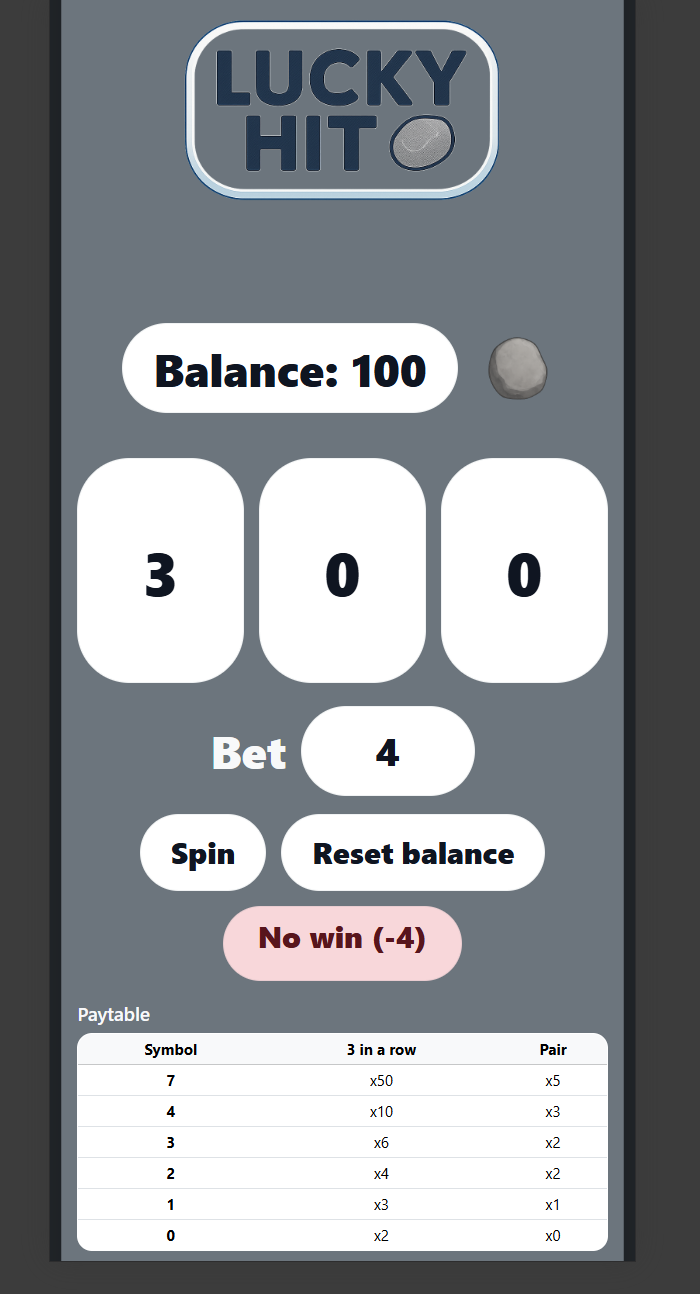 LUCKY
HIT
Balance: 100
3 0 0
Bet 4
Spin Reset balance
No win (-4)
Paytable
Symbol 3 in a row Pair
7 x50 x5
4 x10 x3
3 x6 x2
2 x4 x2
1 x3 x1
0 x2 x0